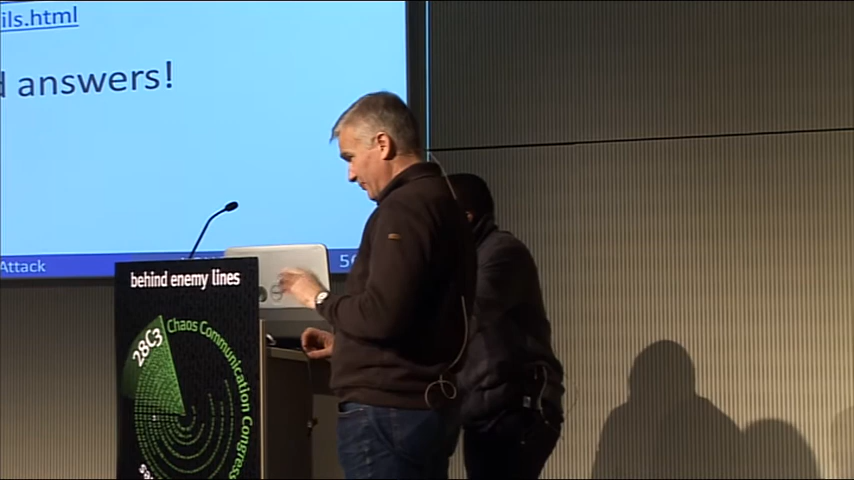 ils.html
d answers!
Attack
behind enemy lines
28C3
Chaos Communication Congress